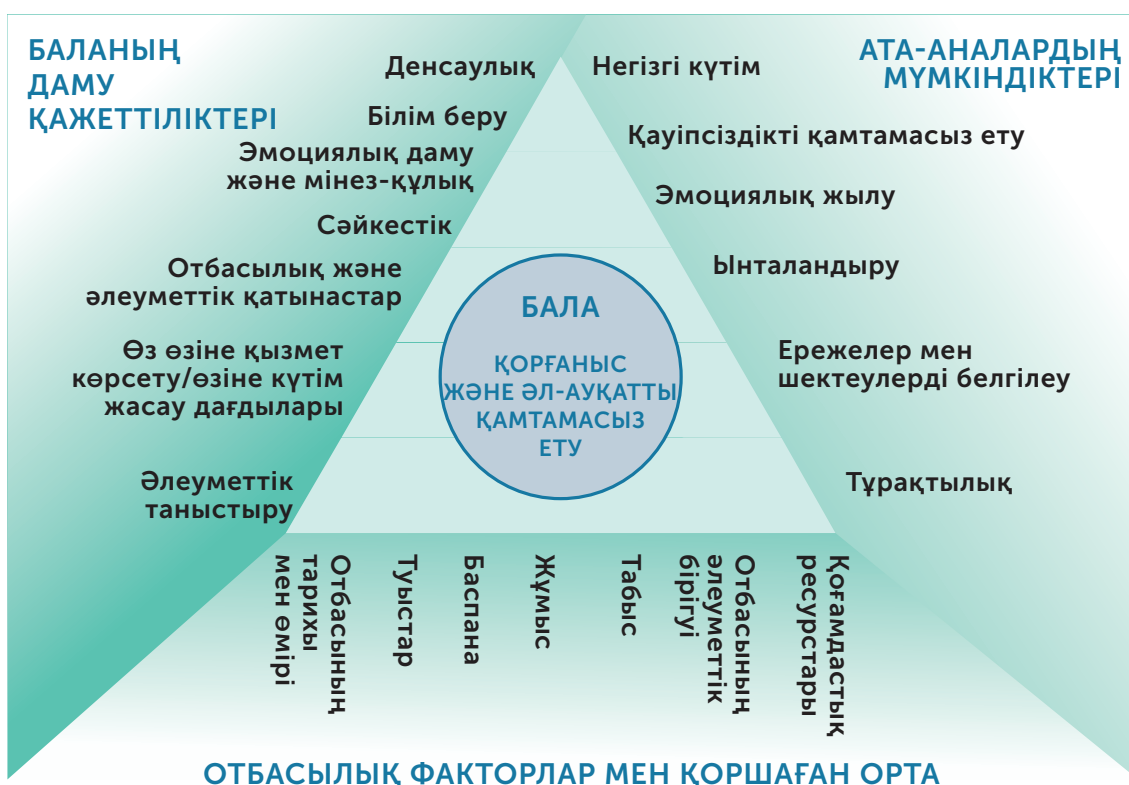 БАЛАНЫҢ
ДАМУ
ҚАЖЕТТІЛІКТЕРІ
Денсаулық
Білім беру
Эмоциялық даму
және мінез-құлық
Сәйкестік
Отбасылық және
әлеуметтік қатынастар
Өз өзіне қызмет
көрсету/өзіне күтім
жасау дағдылары
Әлеуметтік
таныстыру
АТА-АНАЛАРДЫҢ
МҮМКІНДІКТЕРІ
Негізгі күтім
Қауіпсіздікті қамтамасыз ету
Эмоциялық жылу
Ынталандыру
Ережелер мен
шектеулерді белгілеу
Тұрақтылық
БАЛА
ҚОРҒАНЫС
ЖӘНЕ ӘЛ-АУҚАТТЫ
ҚАМТАМАСЫЗ
ЕТУ
Отбасының
тарихы
мен өмірі
Туыстар
Баспана
Жұмыс
Табыс
Отбасының
әлеуметтік
бірігуі
Қоғамдастық
ресурстары
ОТБАСЫЛЫҚ ФАКТОРЛАР МЕН ҚОРШАҒАН ОРТА